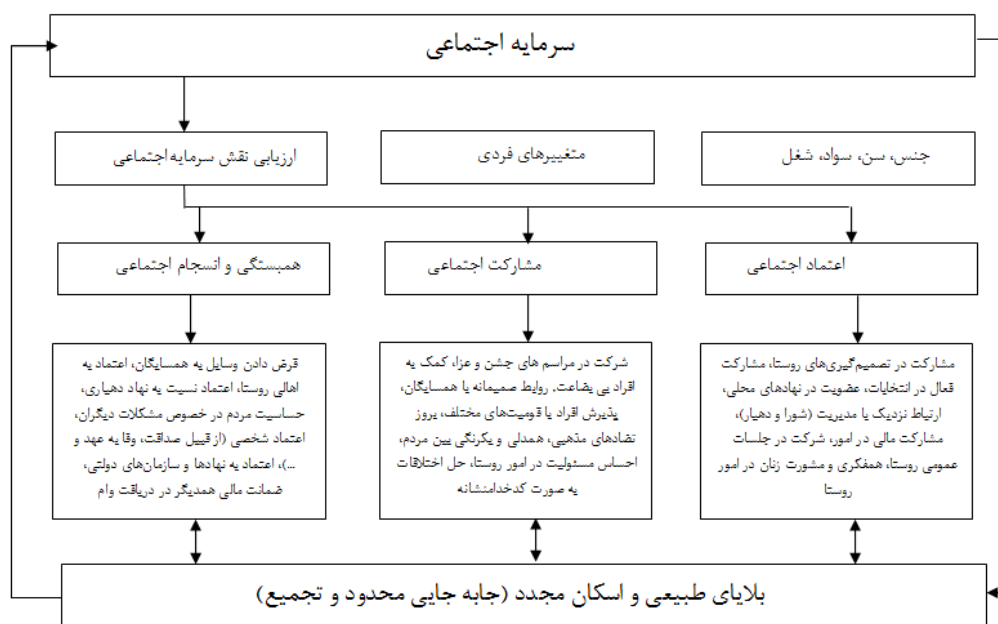 سرمایه اجتماعی
جنس، سن، سواد، شغل
متغییرهای فردی
ارزیابی نقش سرمایه اجتماعی
اعتماد اجتماعی
مشارکت اجتماعی
همبستگی و انسجام اجتماعی
مشارکت در تصمیم‌گیری‌های روستا، مشارکت
فعال در انتخابات، عضویت در نهادهای محلی،
ارتباط نزدیک با مدیریت (شورا و دهیار)،
مشارکت مالی در امور، شرکت در جلسات
عمومی روستا، همفکری و مشورت زنان در امور
روستا
شرکت در مراسم های جشن و عزا، کمک به
افراد بی بضاعت، روابط صمیمانه با همسایگان،
پذیرش افراد با قومیت‌های مختلف، بروز
تضادهای مذهبی، همدلی و یکرنگی بین مردم،
احساس مسئولیت در امور روستا، حل اختلافات
به صورت کدخدامنشانه
قرض دادن وسایل به همسایگان، اعتماد به
اهالی روستا، اعتماد نسبت به نهاد دهیاری،
حساسیت مردم در خصوص مشکلات دیگران،
اعتماد شخصی (از قبیل صداقت، وفا به عهد و
...)، اعتماد به نهادها و سازمان‌های دولتی،
ضمانت مالی همدیگر در دریافت وام
بلایای طبیعی و اسکان مجدد (جابه جایی محدود و تجمیع)